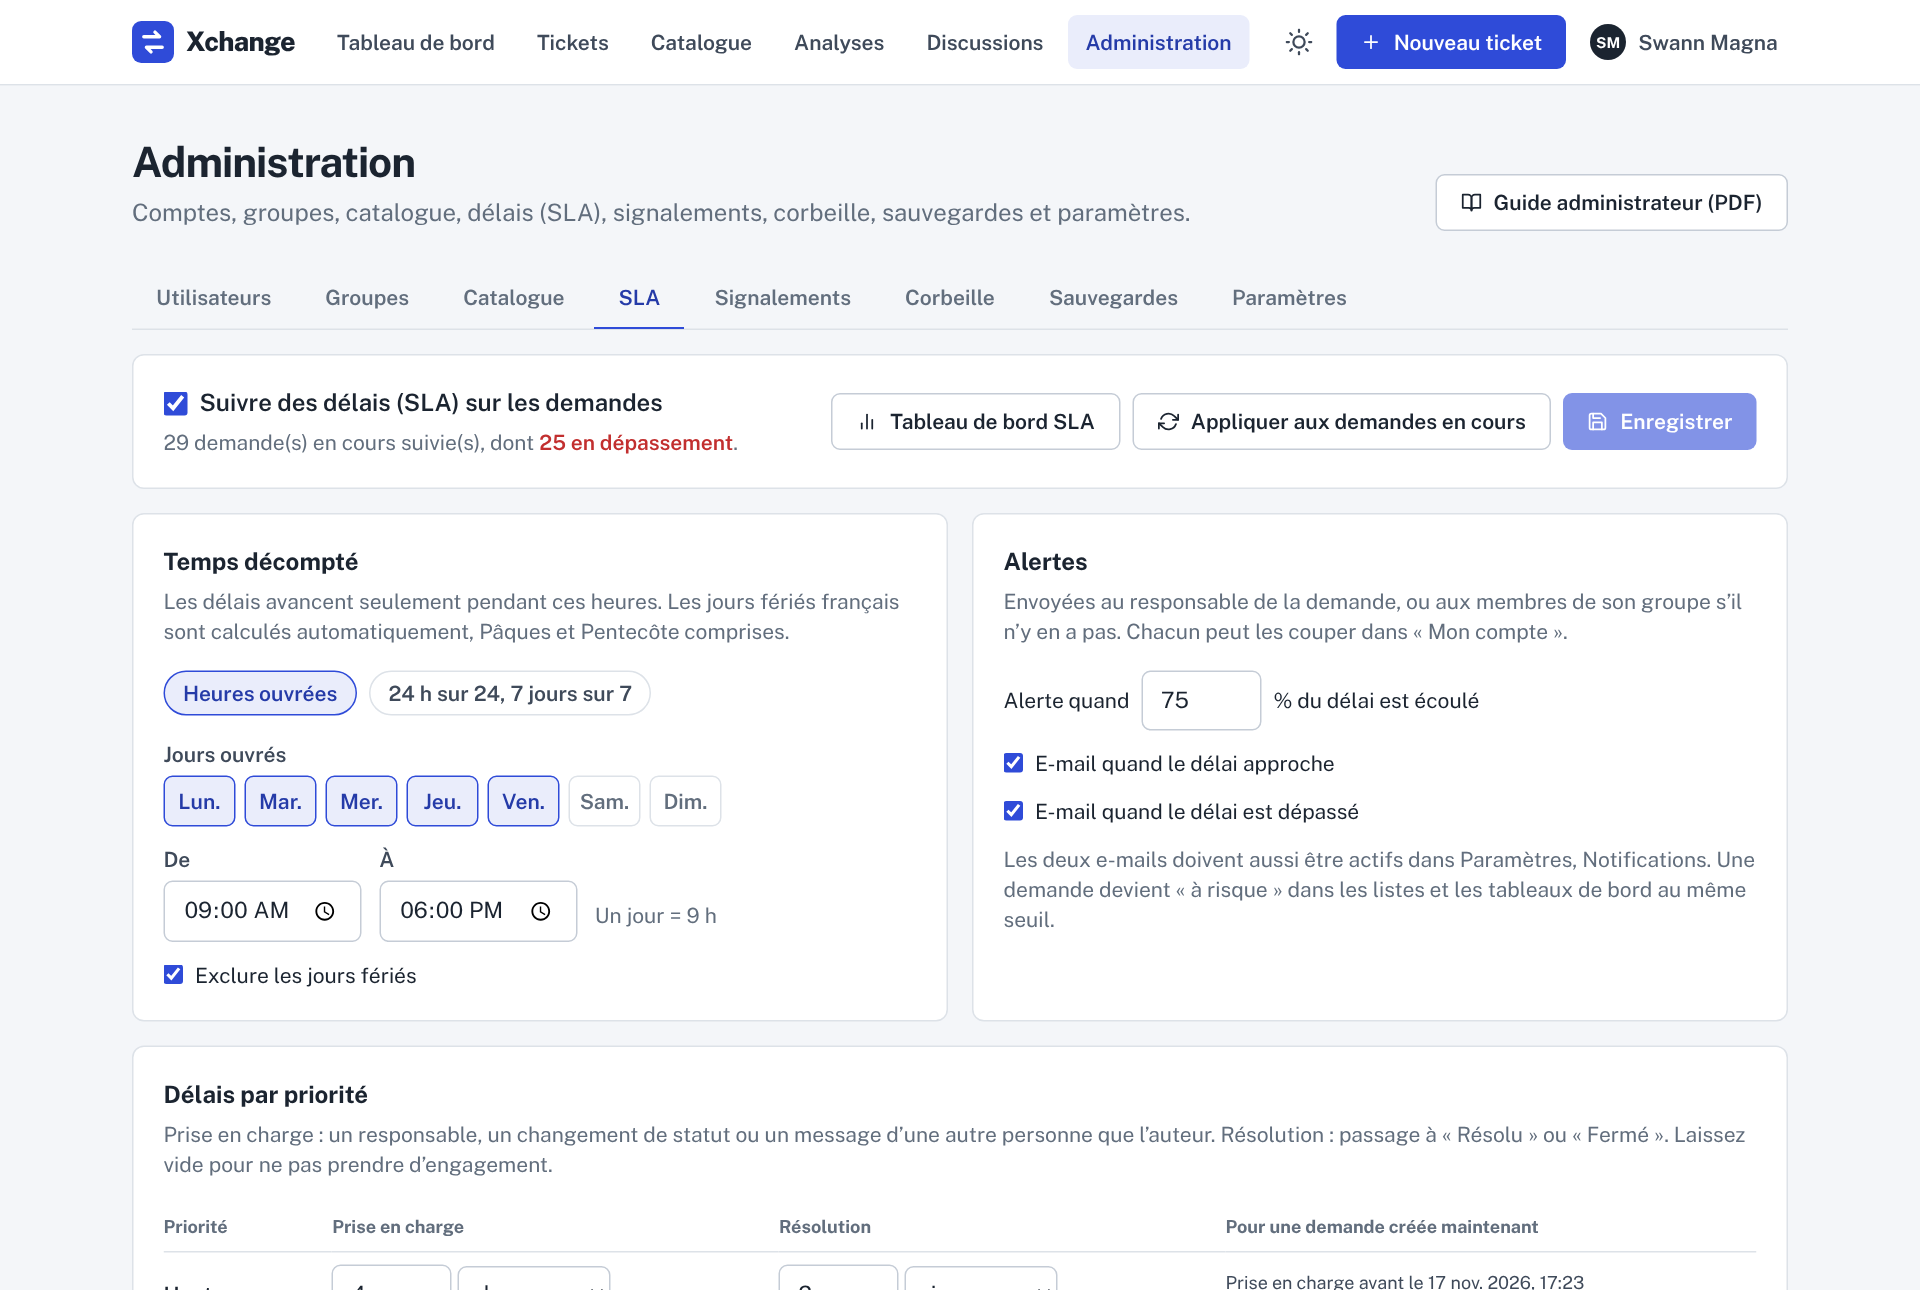 Xchange
Tableau de bord
Tickets
Catalogue
Analyses
Discussions
Administration
Nouveau ticket
SM
Swann Magna
Administration
Comptes, groupes, catalogue, délais (SLA), signalements, corbeille, sauvegardes et paramètres.
Guide administrateur (PDF)
Utilisateurs
Groupes
Catalogue
SLA
Signalements
Corbeille
Sauvegardes
Paramètres
Suivre des délais (SLA) sur les demandes
29 demande(s) en cours suivie(s), dont 25 en dépassement.
Tableau de bord SLA
Appliquer aux demandes en cours
Enregistrer
Temps décompté
Les délais avancent seulement pendant ces heures. Les jours fériés français
sont calculés automatiquement, Pâques et Pentecôte comprises.
Heures ouvrées
24 h sur 24, 7 jours sur 7
Jours ouvrés
Lun.
Mar.
Mer.
Jeu.
Ven.
Sam.
Dim.
De
À
09:00 AM
06:00 PM
Un jour = 9 h
Exclure les jours fériés
Alertes
Envoyées au responsable de la demande, ou aux membres de son groupe s’il
n’y en a pas. Chacun peut les couper dans « Mon compte ».
Alerte quand 75 % du délai est écoulé
E-mail quand le délai approche
E-mail quand le délai est dépassé
Les deux e-mails doivent aussi être actifs dans Paramètres, Notifications. Une
demande devient « à risque » dans les listes et les tableaux de bord au même
seuil.
Délais par priorité
Prise en charge : un responsable, un changement de statut ou un message d’une autre personne que l’auteur. Résolution : passage à « Résolu » ou « Fermé ». Laissez
vide pour ne pas prendre d’engagement.
Priorité
Prise en charge
Résolution
Pour une demande créée maintenant
Prise en charge avant le 17 nov. 2026, 17:23